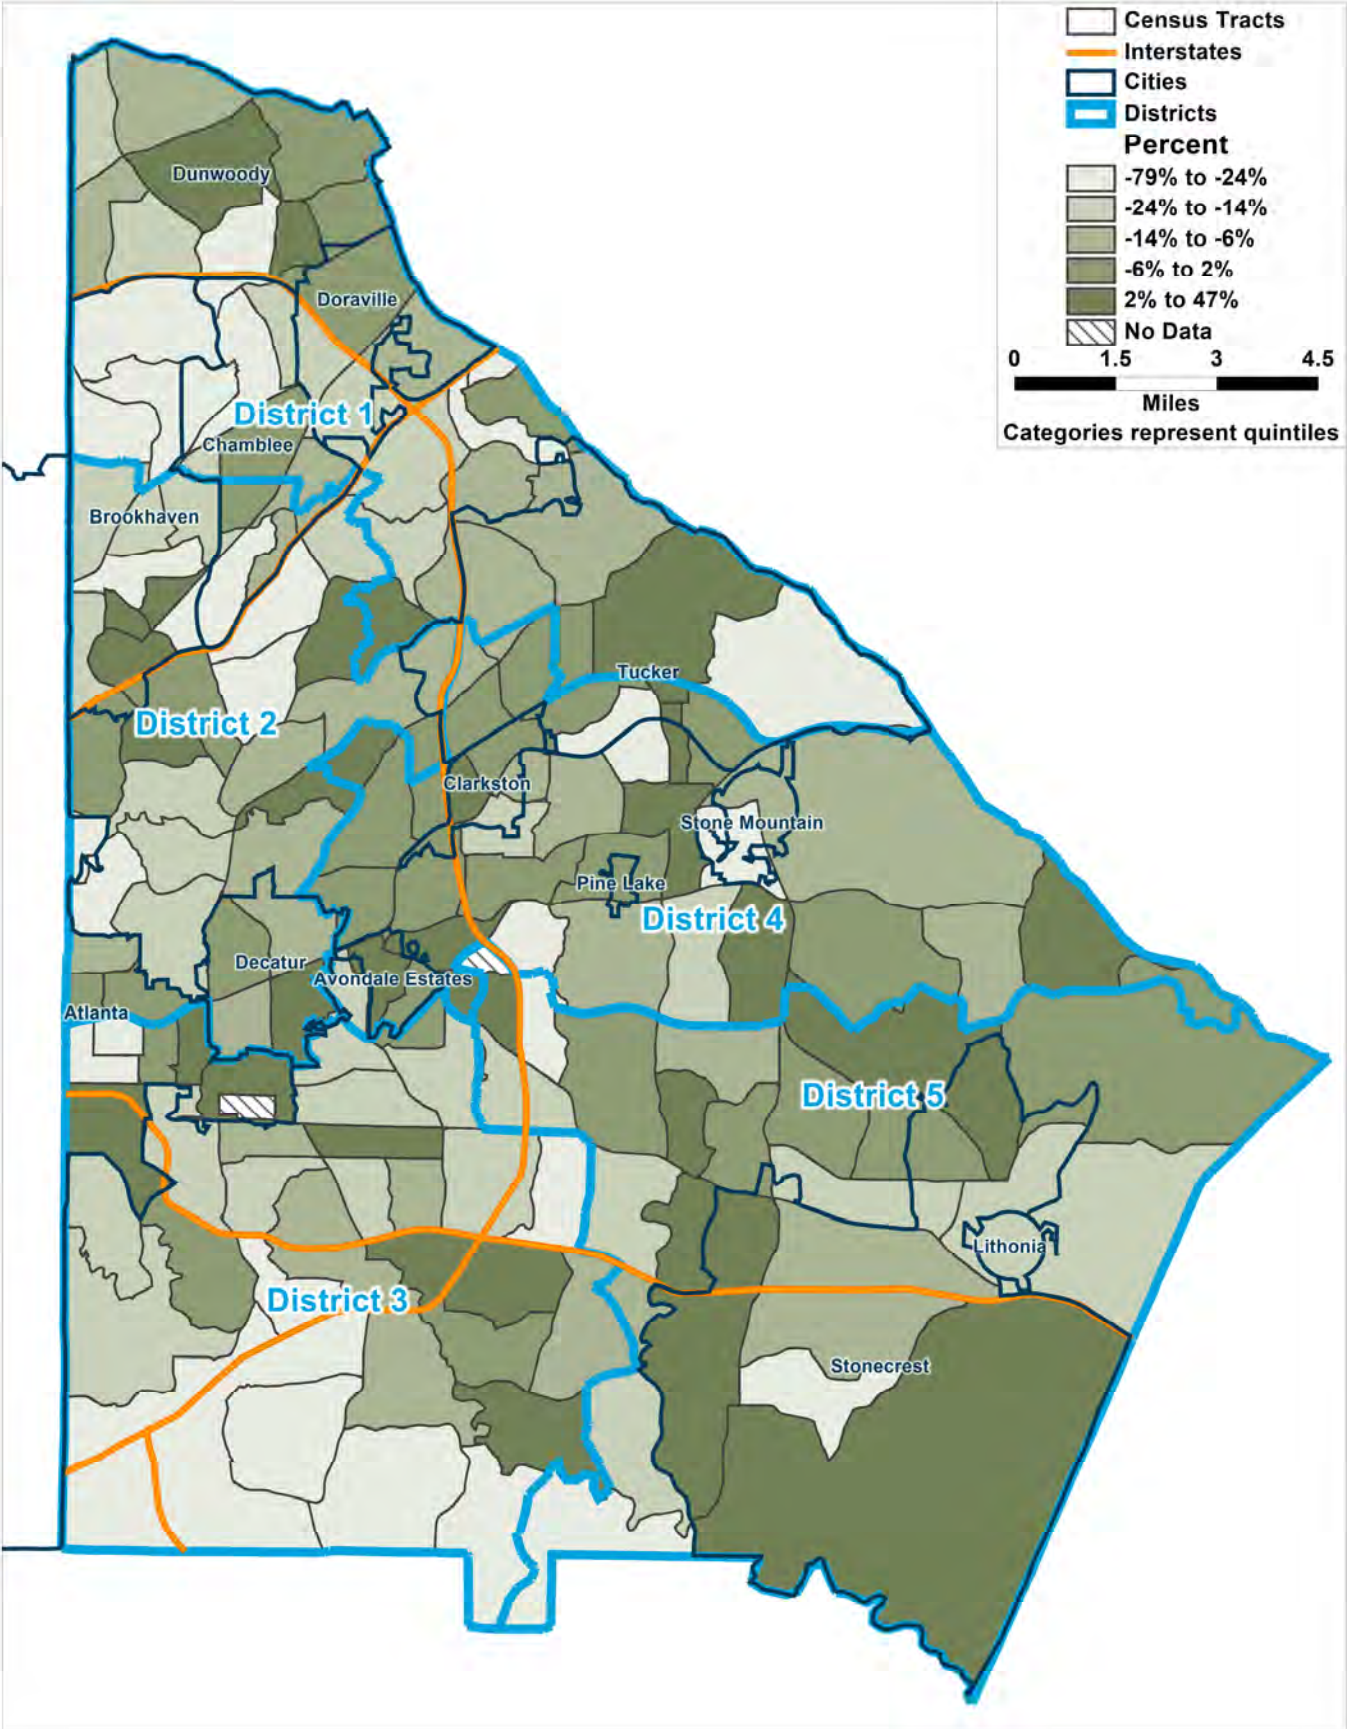 Census Tracts
Interstates
Cities
Districts
Percent
-79% to -24%
-24% to -14%
-14% to -6%
-6% to 2%
2% to 47%
No Data
0 1.5 3 4.5
Miles
Categories represent quintiles
Dunwoody
Doraville
District 1
Chamblee
Brookhaven
Tucker
District 2
Clarkston
Stone Mountain
Pine Lake
District 4
Decatur
Avondale Estates
Atlanta
District 5
Lithonia
District 3
Stonecrest